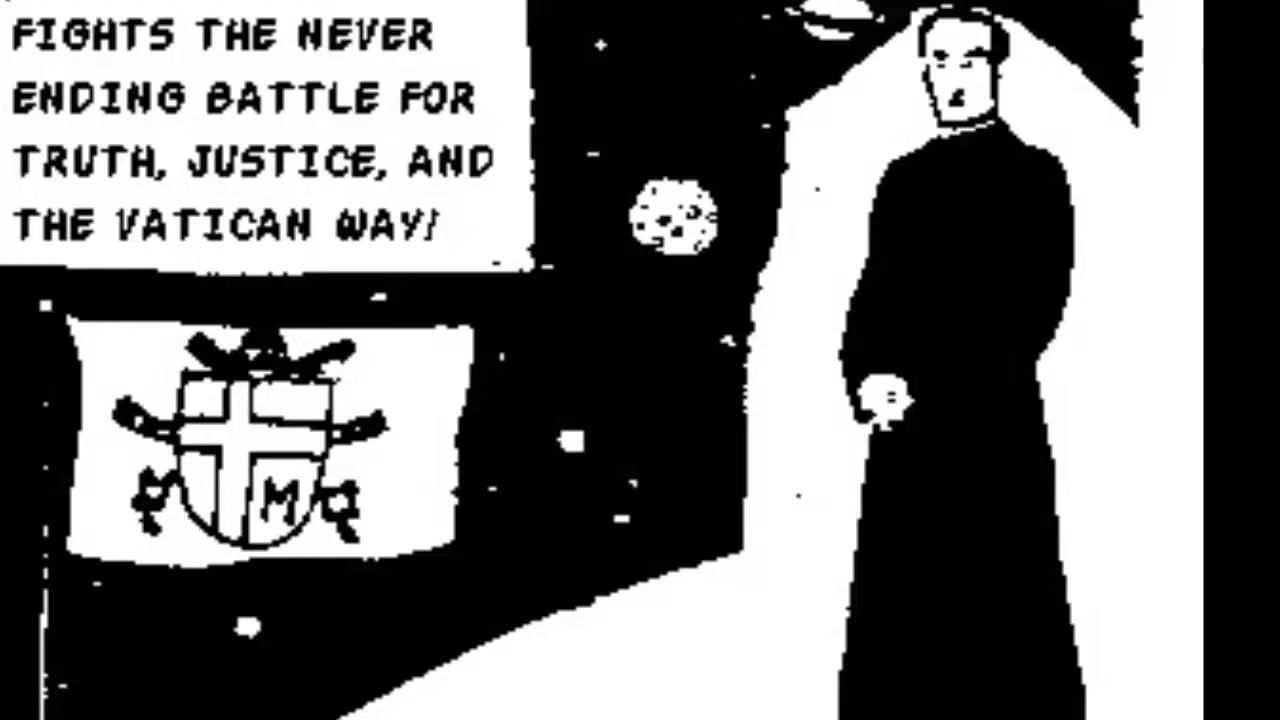 FIGHTS THE NEVER
ENDING BATTLE FOR
TRUTH, JUSTICE, AND
THE VATICAN WAY!
M